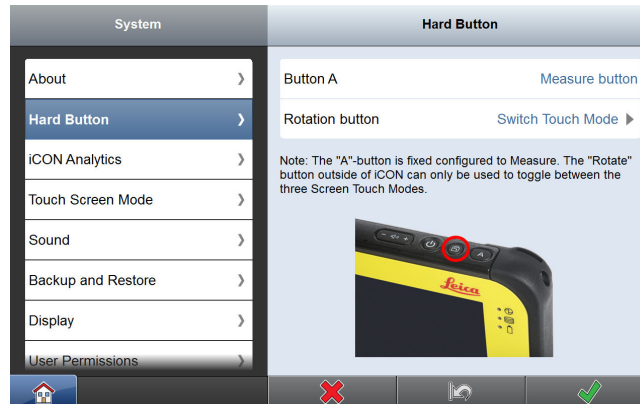 System
Hard Button
About
Hard Button
iCON Analytics
Touch Screen Mode
Sound
Backup and Restore
Display
User Permissions
Button A
Measure button
Rotation button
Switch Touch Mode
Note: The "A"-button is fixed configured to Measure. The "Rotate"
button outside of iCON can only be used to toggle between the
three Screen Touch Modes.
A
Leica